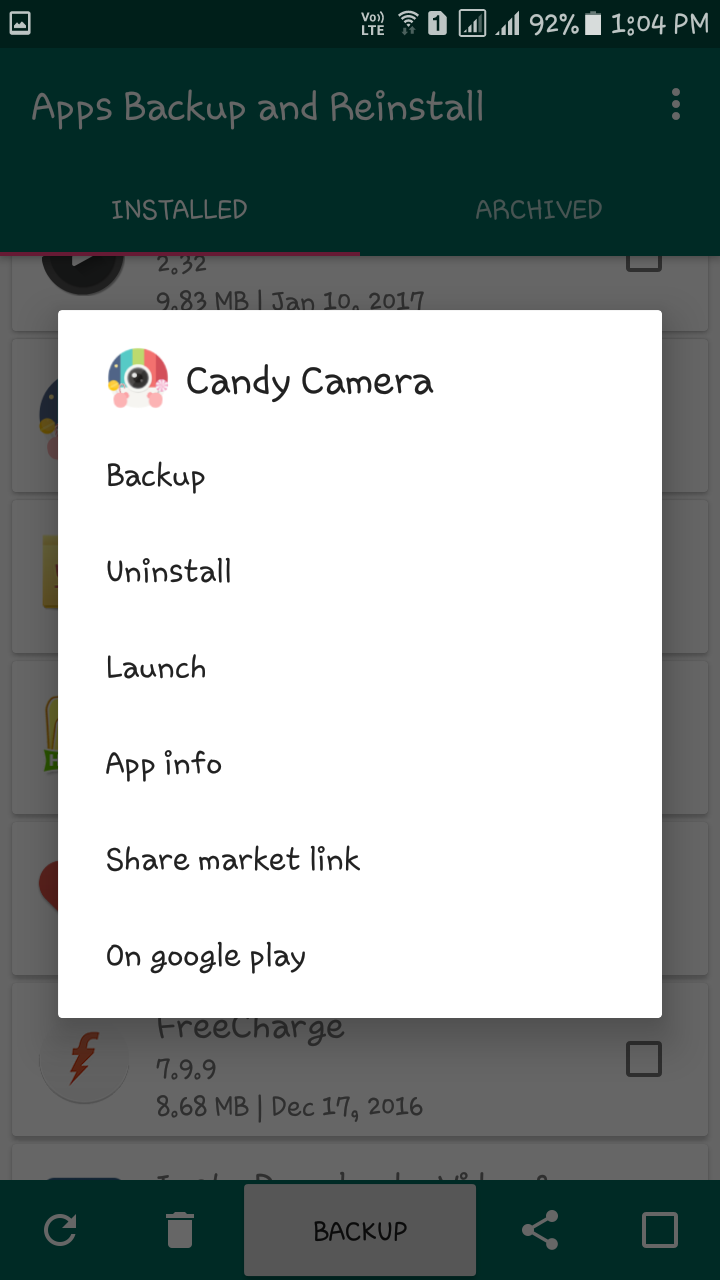 Vo) LTE 1 92% 1:04 PM
Apps Backup and Reinstall
INSTALLED ARCHIVED
2.32
9.83 MB | Jan 10, 2017
Candy Camera
Backup
Uninstall
Launch
App info
Share market link
On google play
FreeCharge
7.9.9
8.68 MB | Dec 17, 2016
BACKUP